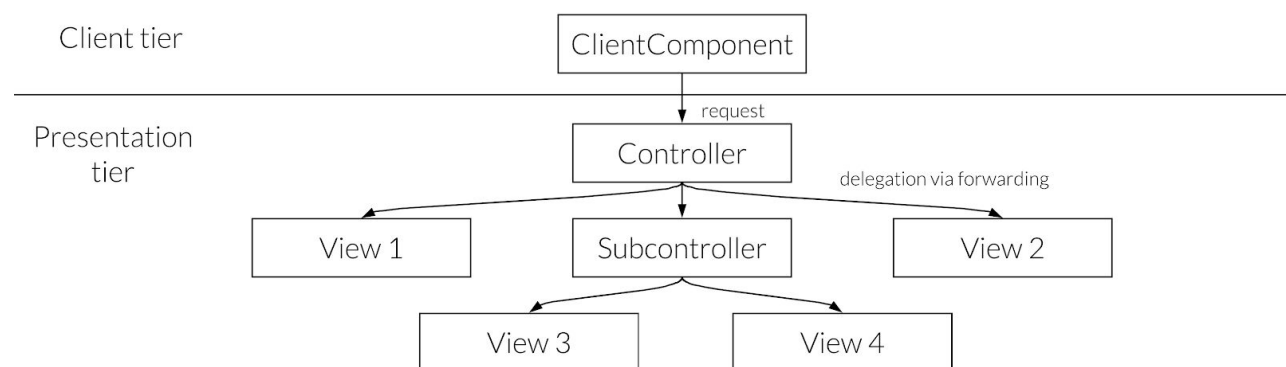 Client tier
ClientComponent
request
Presentation
tier
Controller
delegation via forwarding
View 1
Subcontroller
View 2
View 3
View 4